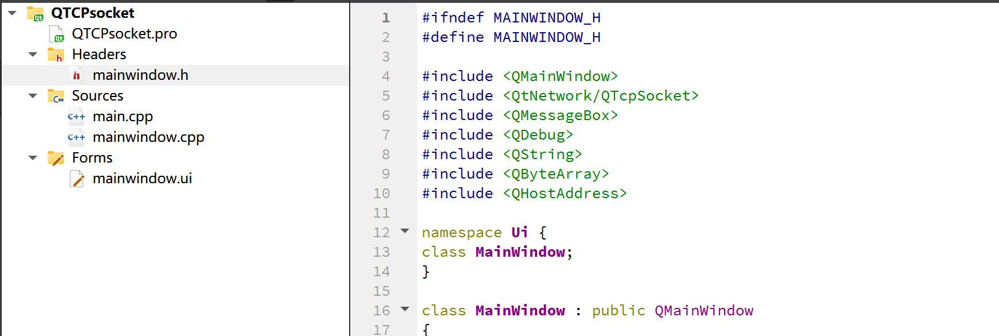 QTCPsocket
QTCPsocket.pro
Headers
mainwindow.h
Sources
main.cpp
mainwindow.cpp
Forms
mainwindow.ui
1 #ifndef MAINWINDOW_H
2 #define MAINWINDOW_H
3
4 #include <QMainWindow>
5 #include <QtNetwork/QTcpSocket>
6 #include <QMessageBox>
7 #include <QDebug>
8 #include <QString>
9 #include <QByteArray>
10 #include <QHostAddress>
11
12 namespace Ui {
13 class MainWindow;
14 }
15
16 class MainWindow : public QMainWindow
17 {